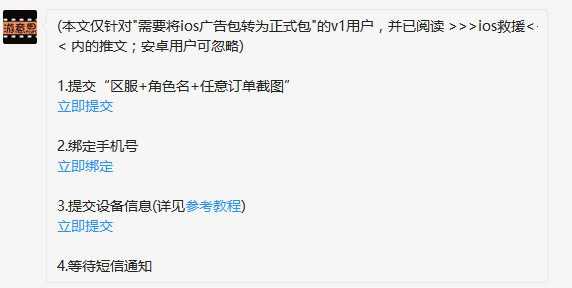 游意思
(本文仅针对"需要将ios广告包转为正式包"的v1用户，并已阅读 >>>ios救援<<
< 内的推文；安卓用户可忽略)
1.提交“区服+角色名+任意订单截图”
立即提交
2.绑定手机号
立即绑定
3.提交设备信息(详见参考教程)
立即提交
4.等待短信通知